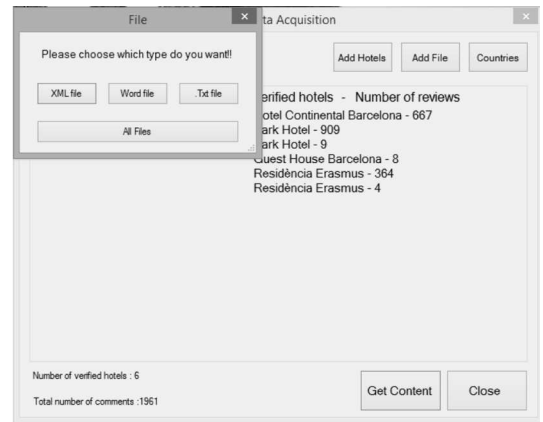 File
ta Acquisition
Please choose which type do you want!!
XML file
Word file
.Txt file
All Files
Add Hotels
Add File
Countries
erified hotels - Number of reviews
otel Continental Barcelona - 667
ark Hotel - 909
ark Hotel - 9
Guest House Barcelona - 8
Residència Erasmus - 364
Residència Erasmus - 4
Number of verified hotels : 6
Total number of comments :1961
Get Content
Close